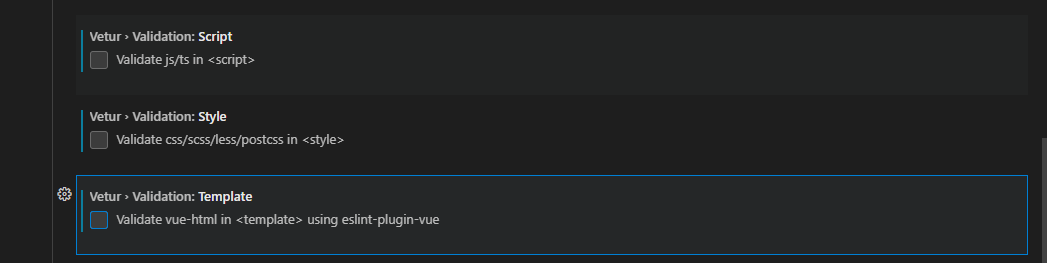 Vetur › Validation: Script
Validate js/ts in <script>
Vetur › Validation: Style
Validate css/scss/less/postcss in <style>
Vetur › Validation: Template
Validate vue-html in <template> using eslint-plugin-vue